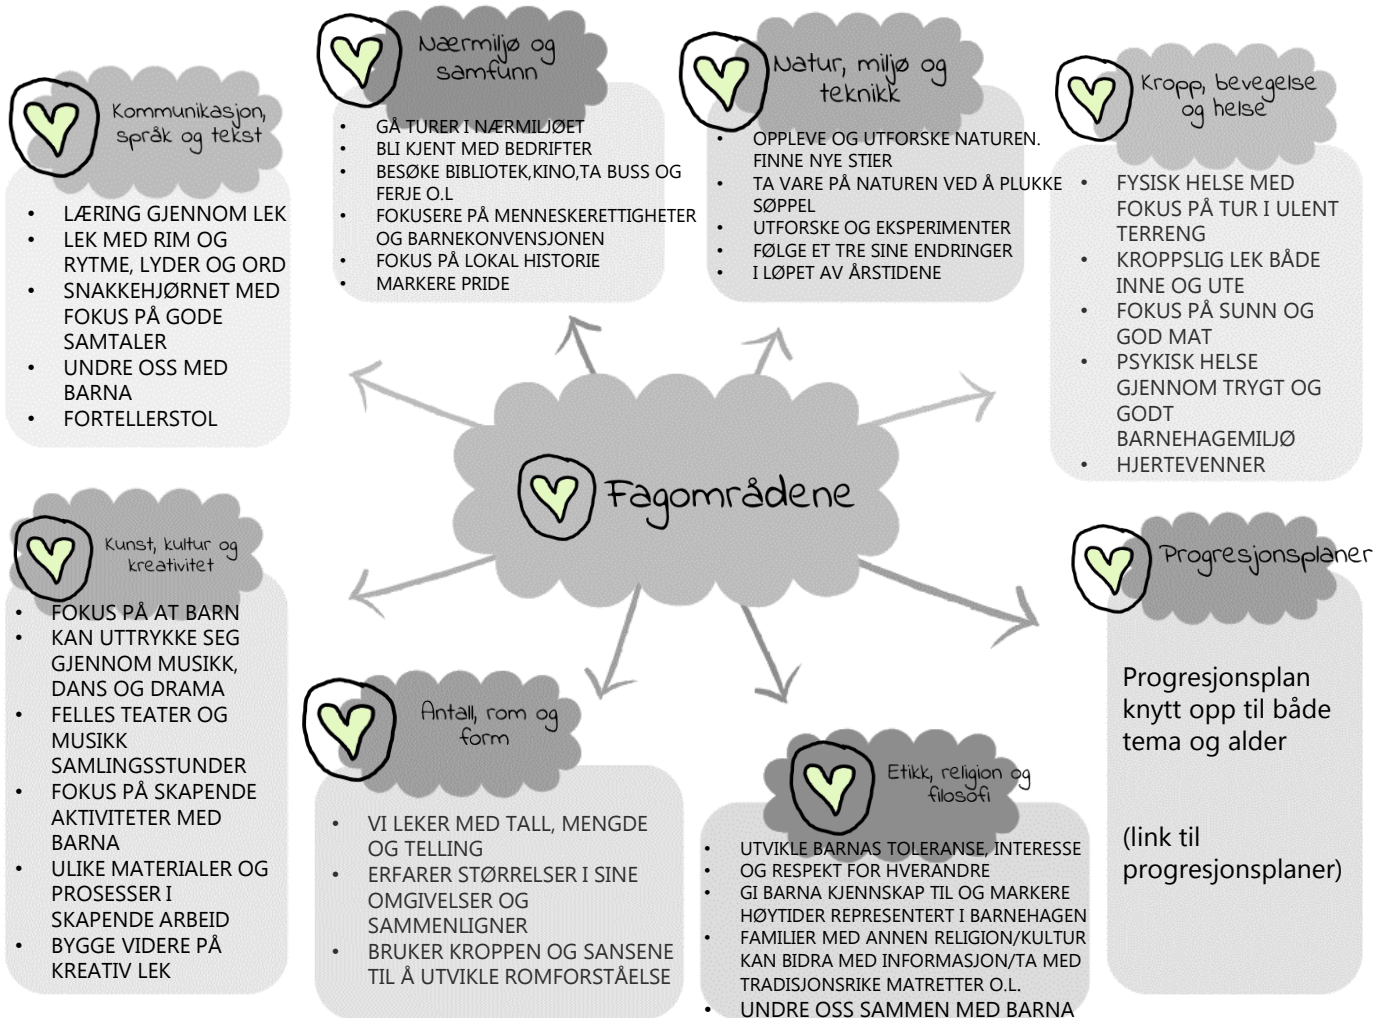 Nærmiljø og
samfunn
• GÅ TURER I NÆRMILJØET
• BLI KJENT MED BEDRIFTER
• BESØKE BIBLIOTEK,KINO,TA BUSS OG
FERJE O.L
• FOKUSERE PÅ MENNESKERETTIGHETER
OG BARNEKONVENSJONEN
• FOKUS PÅ LOKAL HISTORIE
• MARKERE PRIDE
Natur, miljø og
teknikk
• OPPLEVE OG UTFORSKE NATUREN.
FINNE NYE STIER
• TA VARE PÅ NATUREN VED Å PLUKKE
SØPPEL
• UTFORSKE OG EKSPERIMENTER
• FØLGE ET TRE SINE ENDRINGER
• I LØPET AV ÅRSTIDENE
Kropp, bevegelse
og helse
• FYSISK HELSE MED
FOKUS PÅ TUR I ULENT
TERRENG
• KROPPSLIG LEK BÅDE
INNE OG UTE
• FOKUS PÅ SUNN OG
GOD MAT
• PSYKISK HELSE
GJENNOM TRYGT OG
GODT
BARNEHAGEMILJØ
• HJERTEVENNER
Kommunikasjon,
språk og tekst
• LÆRING GJENNOM LEK
• LEK MED RIM OG
RYTME, LYDER OG ORD
• SNAKKEHJØRNET MED
FOKUS PÅ GODE
SAMTALER
• UNDRE OSS MED
BARNA
• FORTELLERSTOL
Fagområdene
Kunst, kultur og
kreativitet
• FOKUS PÅ AT BARN
• KAN UTTRYKKE SEG
GJENNOM MUSIKK,
DANS OG DRAMA
• FELLES TEATER OG
MUSIKK
SAMLINGSSTUNDER
• FOKUS PÅ SKAPENDE
AKTIVITETER MED
BARNA
• ULIKE MATERIALER OG
PROSESSER I
SKAPENDE ARBEID
• BYGGE VIDERE PÅ
KREATIV LEK
Antall, rom og
form
• VI LEKER MED TALL, MENGDE
OG TELLING
• ERFARER STØRRELSER I SINE
OMGIVELSER OG
SAMMENLIGNER
• BRUKER KROPPEN OG SANSENE
TIL Å UTVIKLE ROMFORSTÅELSE
Etikk, religion og
filosofi
• UTVIKLE BARNAS TOLERANSE, INTERESSE
• OG RESPEKT FOR HVERANDRE
• GI BARNA KJENNSKAP TIL OG MARKERE
HØYTIDER REPRESENTERT I BARNEHAGEN
• FAMILIER MED ANNEN RELIGION/KULTUR
KAN BIDRA MED INFORMASJON/TA MED
TRADISJONSRIKE MATRETTER O.L.
• UNDRE OSS SAMMEN MED BARNA
Progresjonsplaner
Progresjonsplan
knytt opp til både
tema og alder
(link til
progresjonsplaner)